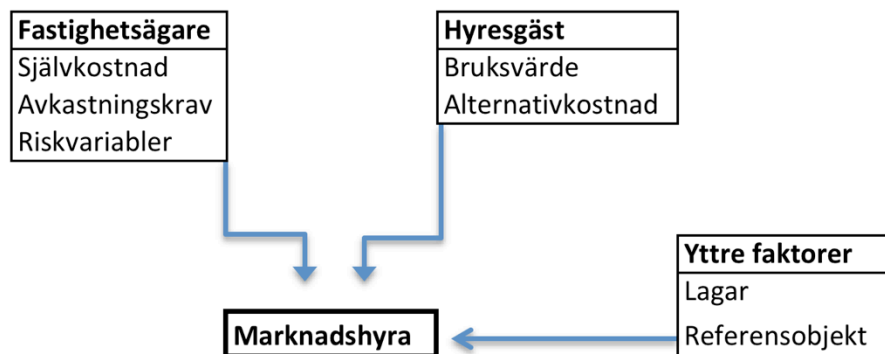 Fastighetsägare
Självkostnad
Avkastningskrav
Riskvariabler
Hyresgäst
Bruksvärde
Alternativkostnad
Yttre faktorer
Lagar
Referensobjekt
Marknadshyra